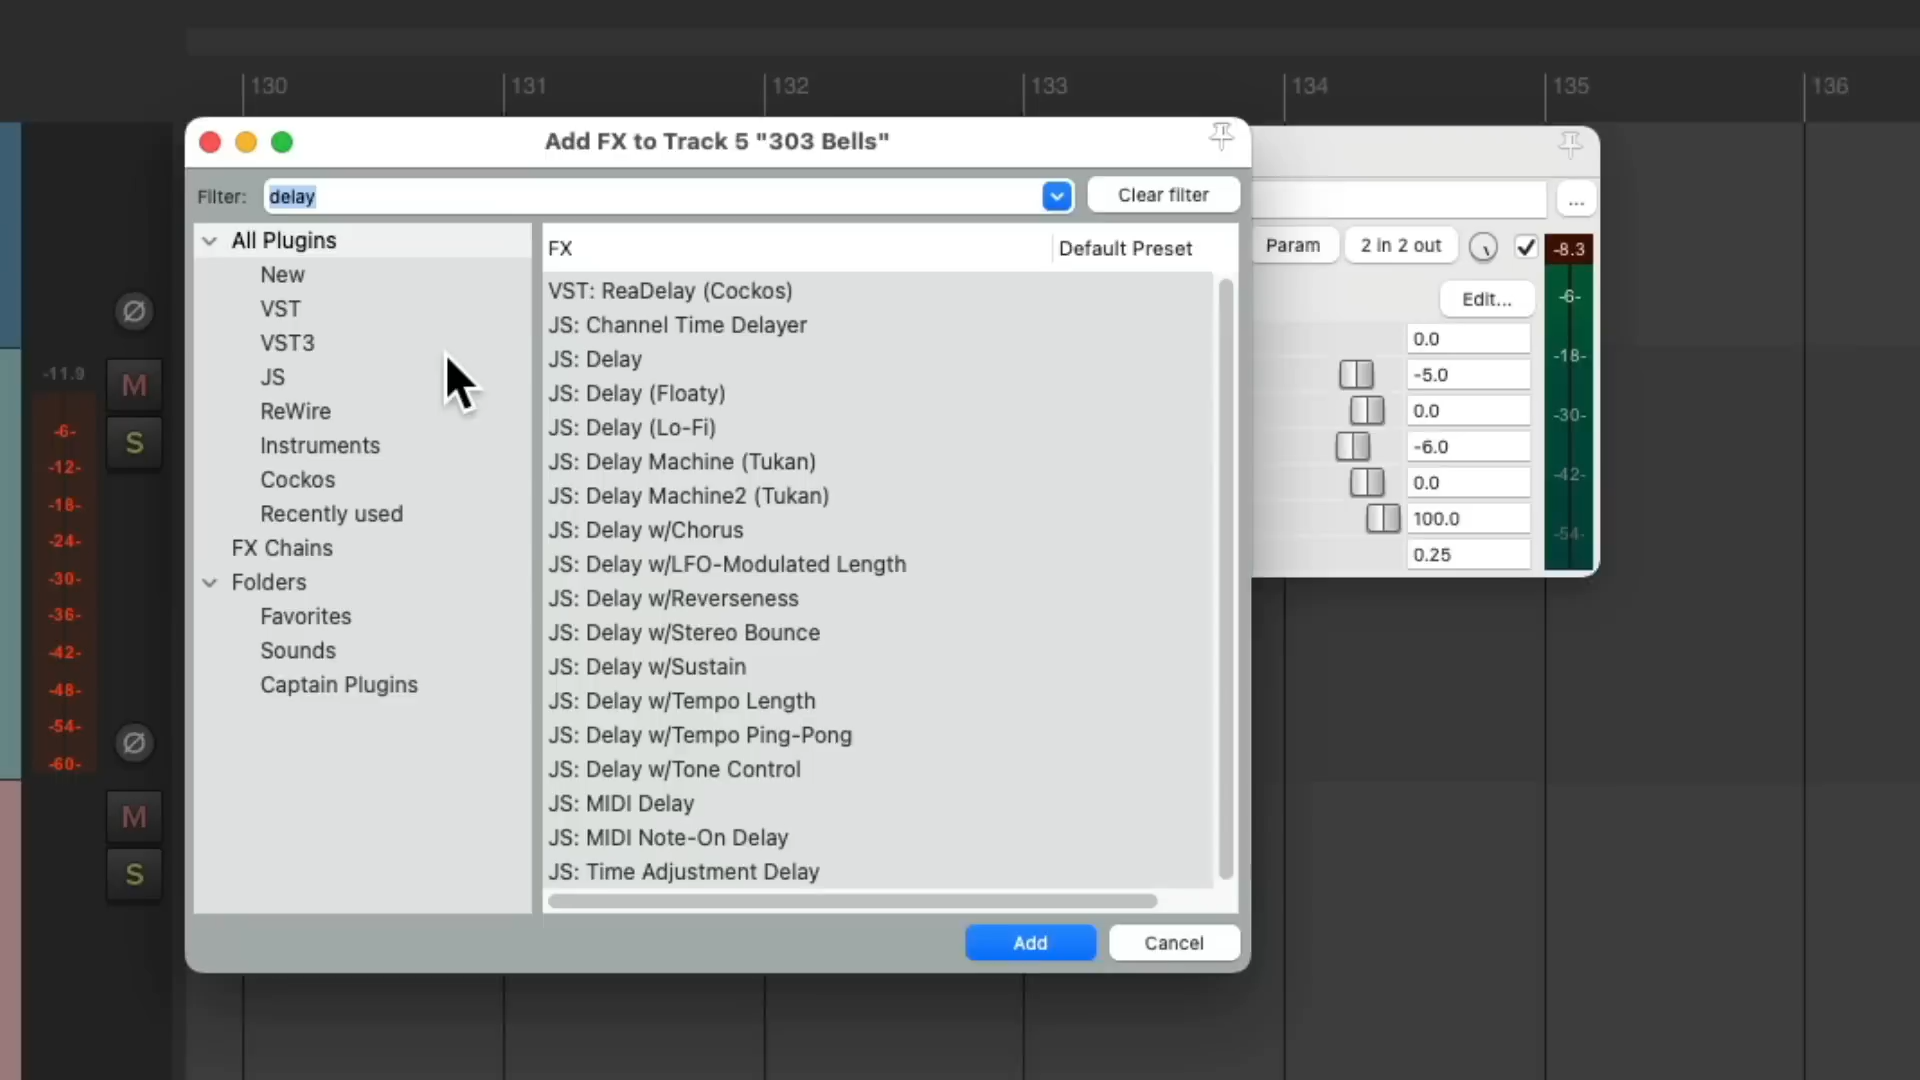 130
131
132
133
134
135
136
Add FX to Track 5 "303 Bells"
Filter:
delay
Clear filter
All Plugins
New
VST
VST3
JS
ReWire
Instruments
Cockos
Recently used
FX Chains
Folders
Favorites
Sounds
Captain Plugins
FX
Default Preset
VST: ReaDelay (Cockos)
JS: Channel Time Delayer
JS: Delay
JS: Delay (Floaty)
JS: Delay (Lo-Fi)
JS: Delay Machine (Tukan)
JS: Delay Machine2 (Tukan)
JS: Delay w/Chorus
JS: Delay w/LFO-Modulated Length
JS: Delay w/Reverseness
JS: Delay w/Stereo Bounce
JS: Delay w/Sustain
JS: Delay w/Tempo Length
JS: Delay w/Tempo Ping-Pong
JS: Delay w/Tone Control
JS: MIDI Delay
JS: MIDI Note-On Delay
JS: Time Adjustment Delay
Add
Cancel
...
Param
2 in 2 out
Edit...
0.0
-5.0
0.0
-6.0
0.0
100.0
0.25
-8.3
-6-
-18-
-30-
-42-
-54-
-11.9
-6-
-12-
-18-
-24-
-30-
-36-
-42-
-48-
-54-
-60-
Ø
M
S
Ø
M
S